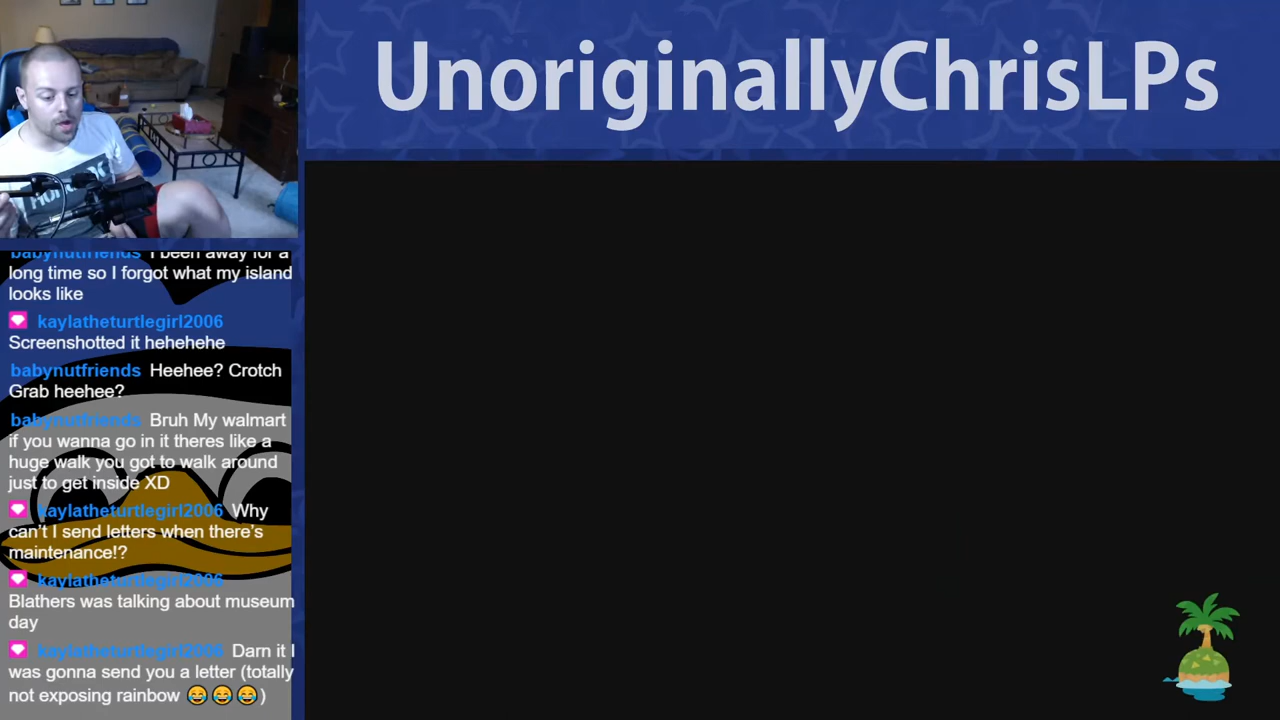 UnoriginallyChrisLPs
babynutfriends I been away for a
long time so I forgot what my island
looks like
kaylatheturtlegirl2006
Screenshotted it hehehehe
babynutfriends Heehee? Crotch
Grab heehee?
babynutfriends Bruh My walmart
if you wanna go in it theres like a
huge walk you got to walk around
just to get inside XD
kaylatheturtlegirl2006 Why
can't I send letters when there's
maintenance!?
kaylatheturtlegirl2006
Blathers was talking about museum
day
kaylatheturtlegirl2006 Darn it I
was gonna send you a letter (totally
not exposing rainbow 😂😂😂)